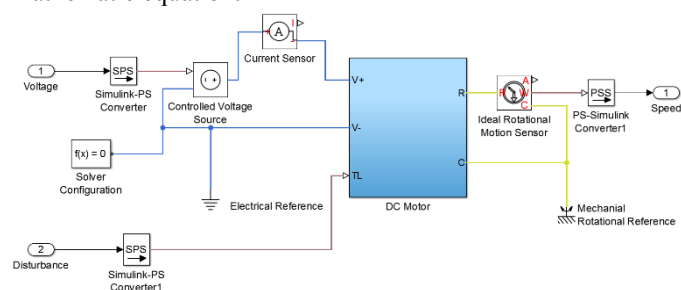 I
A
Current Sensor
1
Voltage
SPS
Simulink-PS
Converter
Controlled Voltage
Source
V+
V-
TL
R
C
DC Motor
R
A
W
C
Ideal Rotational
Motion Sensor
PSS
PS-Simulink
Converter1
1
Speed
f(x) = 0
Solver
Configuration
Electrical Reference
Mechanial
Rotational Reference
2
Disturbance
SPS
Simulink-PS
Converter1